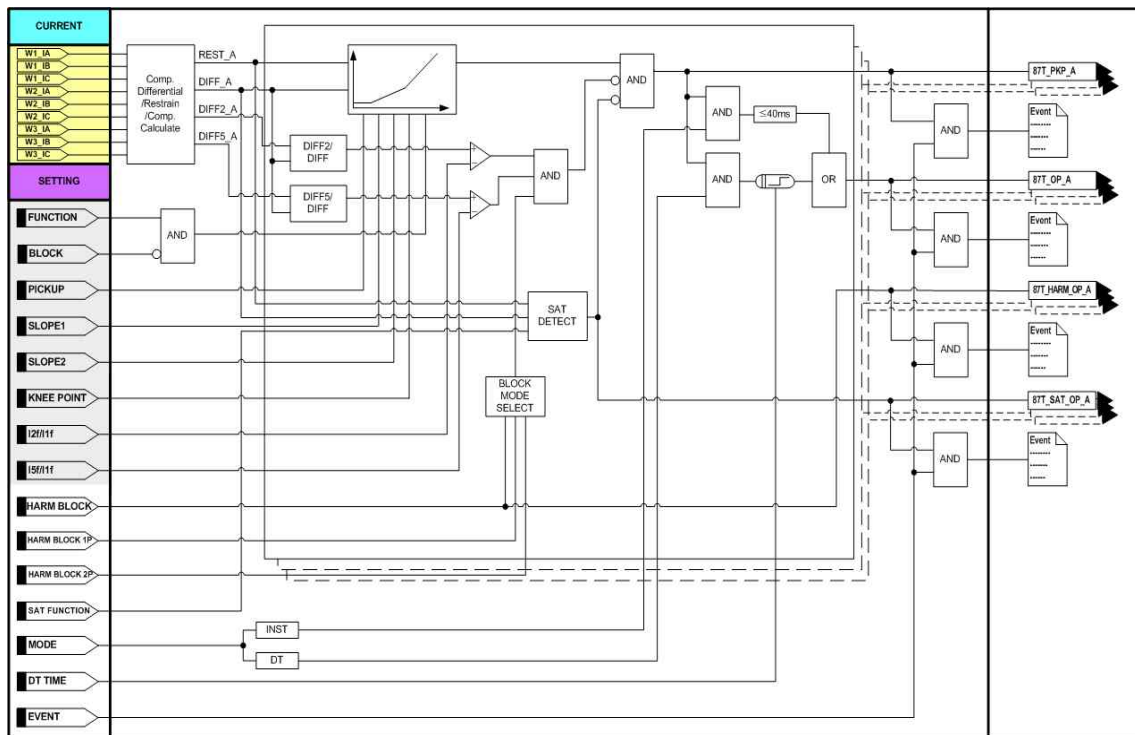 CURRENT
W1_IA
W1_IB
W1_IC
W2_IA
W2_IB
W2_IC
W3_IA
W3_IB
W3_IC
Comp.
Differential
/Restrain
/Comp.
Calculate
REST_A
DIFF_A
DIFF2_A
DIFF5_A
DIFF2/
DIFF
DIFF5/
DIFF
+
−
+
−
AND
AND
AND
≤40ms
AND
OR
87T_PKP_A
AND
Event
87T_OP_A
AND
Event
87T_HARM_OP_A
AND
Event
87T_SAT_OP_A
AND
Event
SETTING
FUNCTION
AND
BLOCK
PICKUP
SLOPE1
SAT
DETECT
SLOPE2
KNEE POINT
BLOCK
MODE
SELECT
I2f/I1f
I5f/I1f
HARM BLOCK
HARM BLOCK 1P
HARM BLOCK 2P
SAT FUNCTION
MODE
INST
DT
DT TIME
EVENT